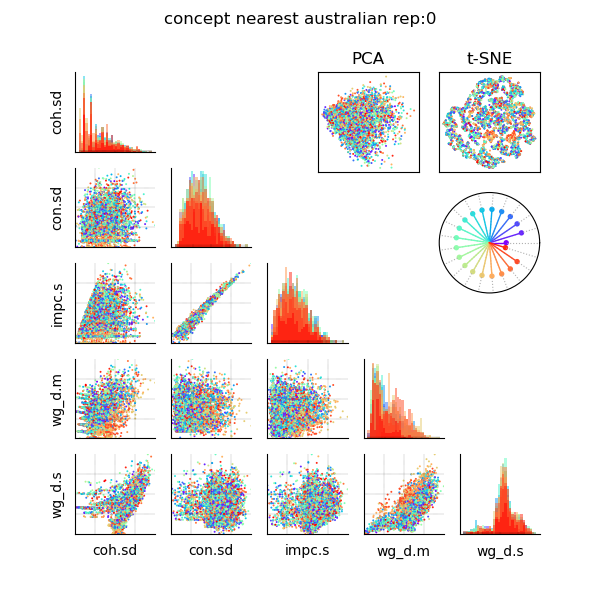 concept nearest australian rep:0
PCA
t-SNE
coh.sd
con.sd
impc.s
wg_d.m
wg_d.s
coh.sd
con.sd
impc.s
wg_d.m
wg_d.s